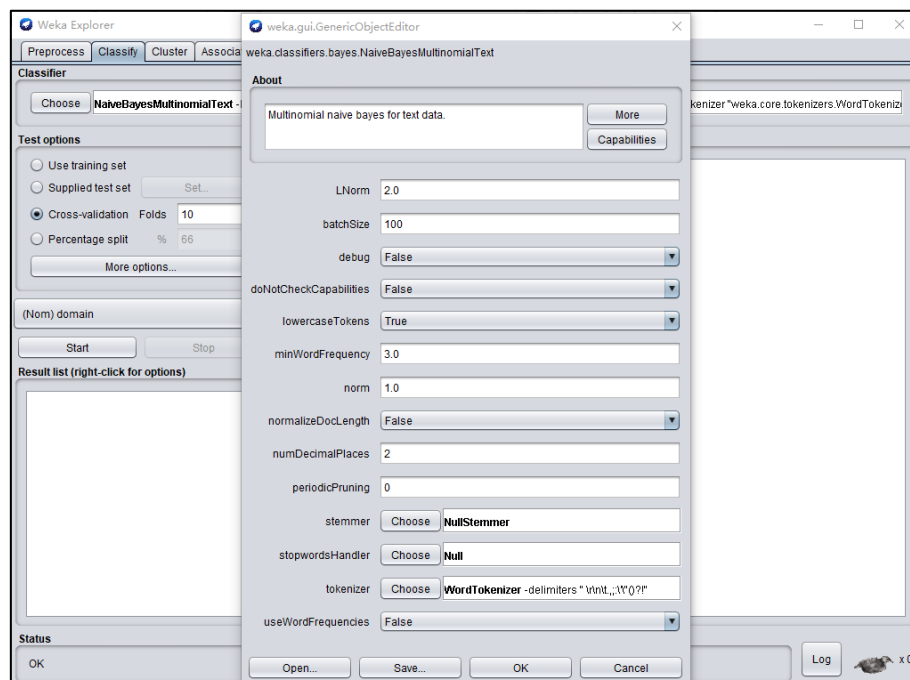 Weka Explorer
weka.gui.GenericObjectEditor
Preprocess Classify Cluster Associa
weka.classifiers.bayes.NaiveBayesMultinomialText
Classifier
About
Choose NaiveBayesMultinomialText
Multinomial naive bayes for text data.
More
kenizer "weka.core.tokenizers.WordTokenize
Capabilities
Test options
Use training set
Supplied test set Set...
Cross-validation Folds 10
Percentage split % 66
More options...
(Nom) domain
Start Stop
Result list (right-click for options)
LNorm 2.0
batchSize 100
debug False
doNotCheckCapabilities False
lowercaseTokens True
minWordFrequency 3.0
norm 1.0
normalizeDocLength False
numDecimalPlaces 2
periodicPruning 0
stemmer Choose NullStemmer
stopwordsHandler Choose Null
tokenizer Choose WordTokenizer -delimiters " \r\n\t.,;:\'\"()?!"
useWordFrequencies False
Open... Save... OK Cancel
Status
OK
Log
x 0